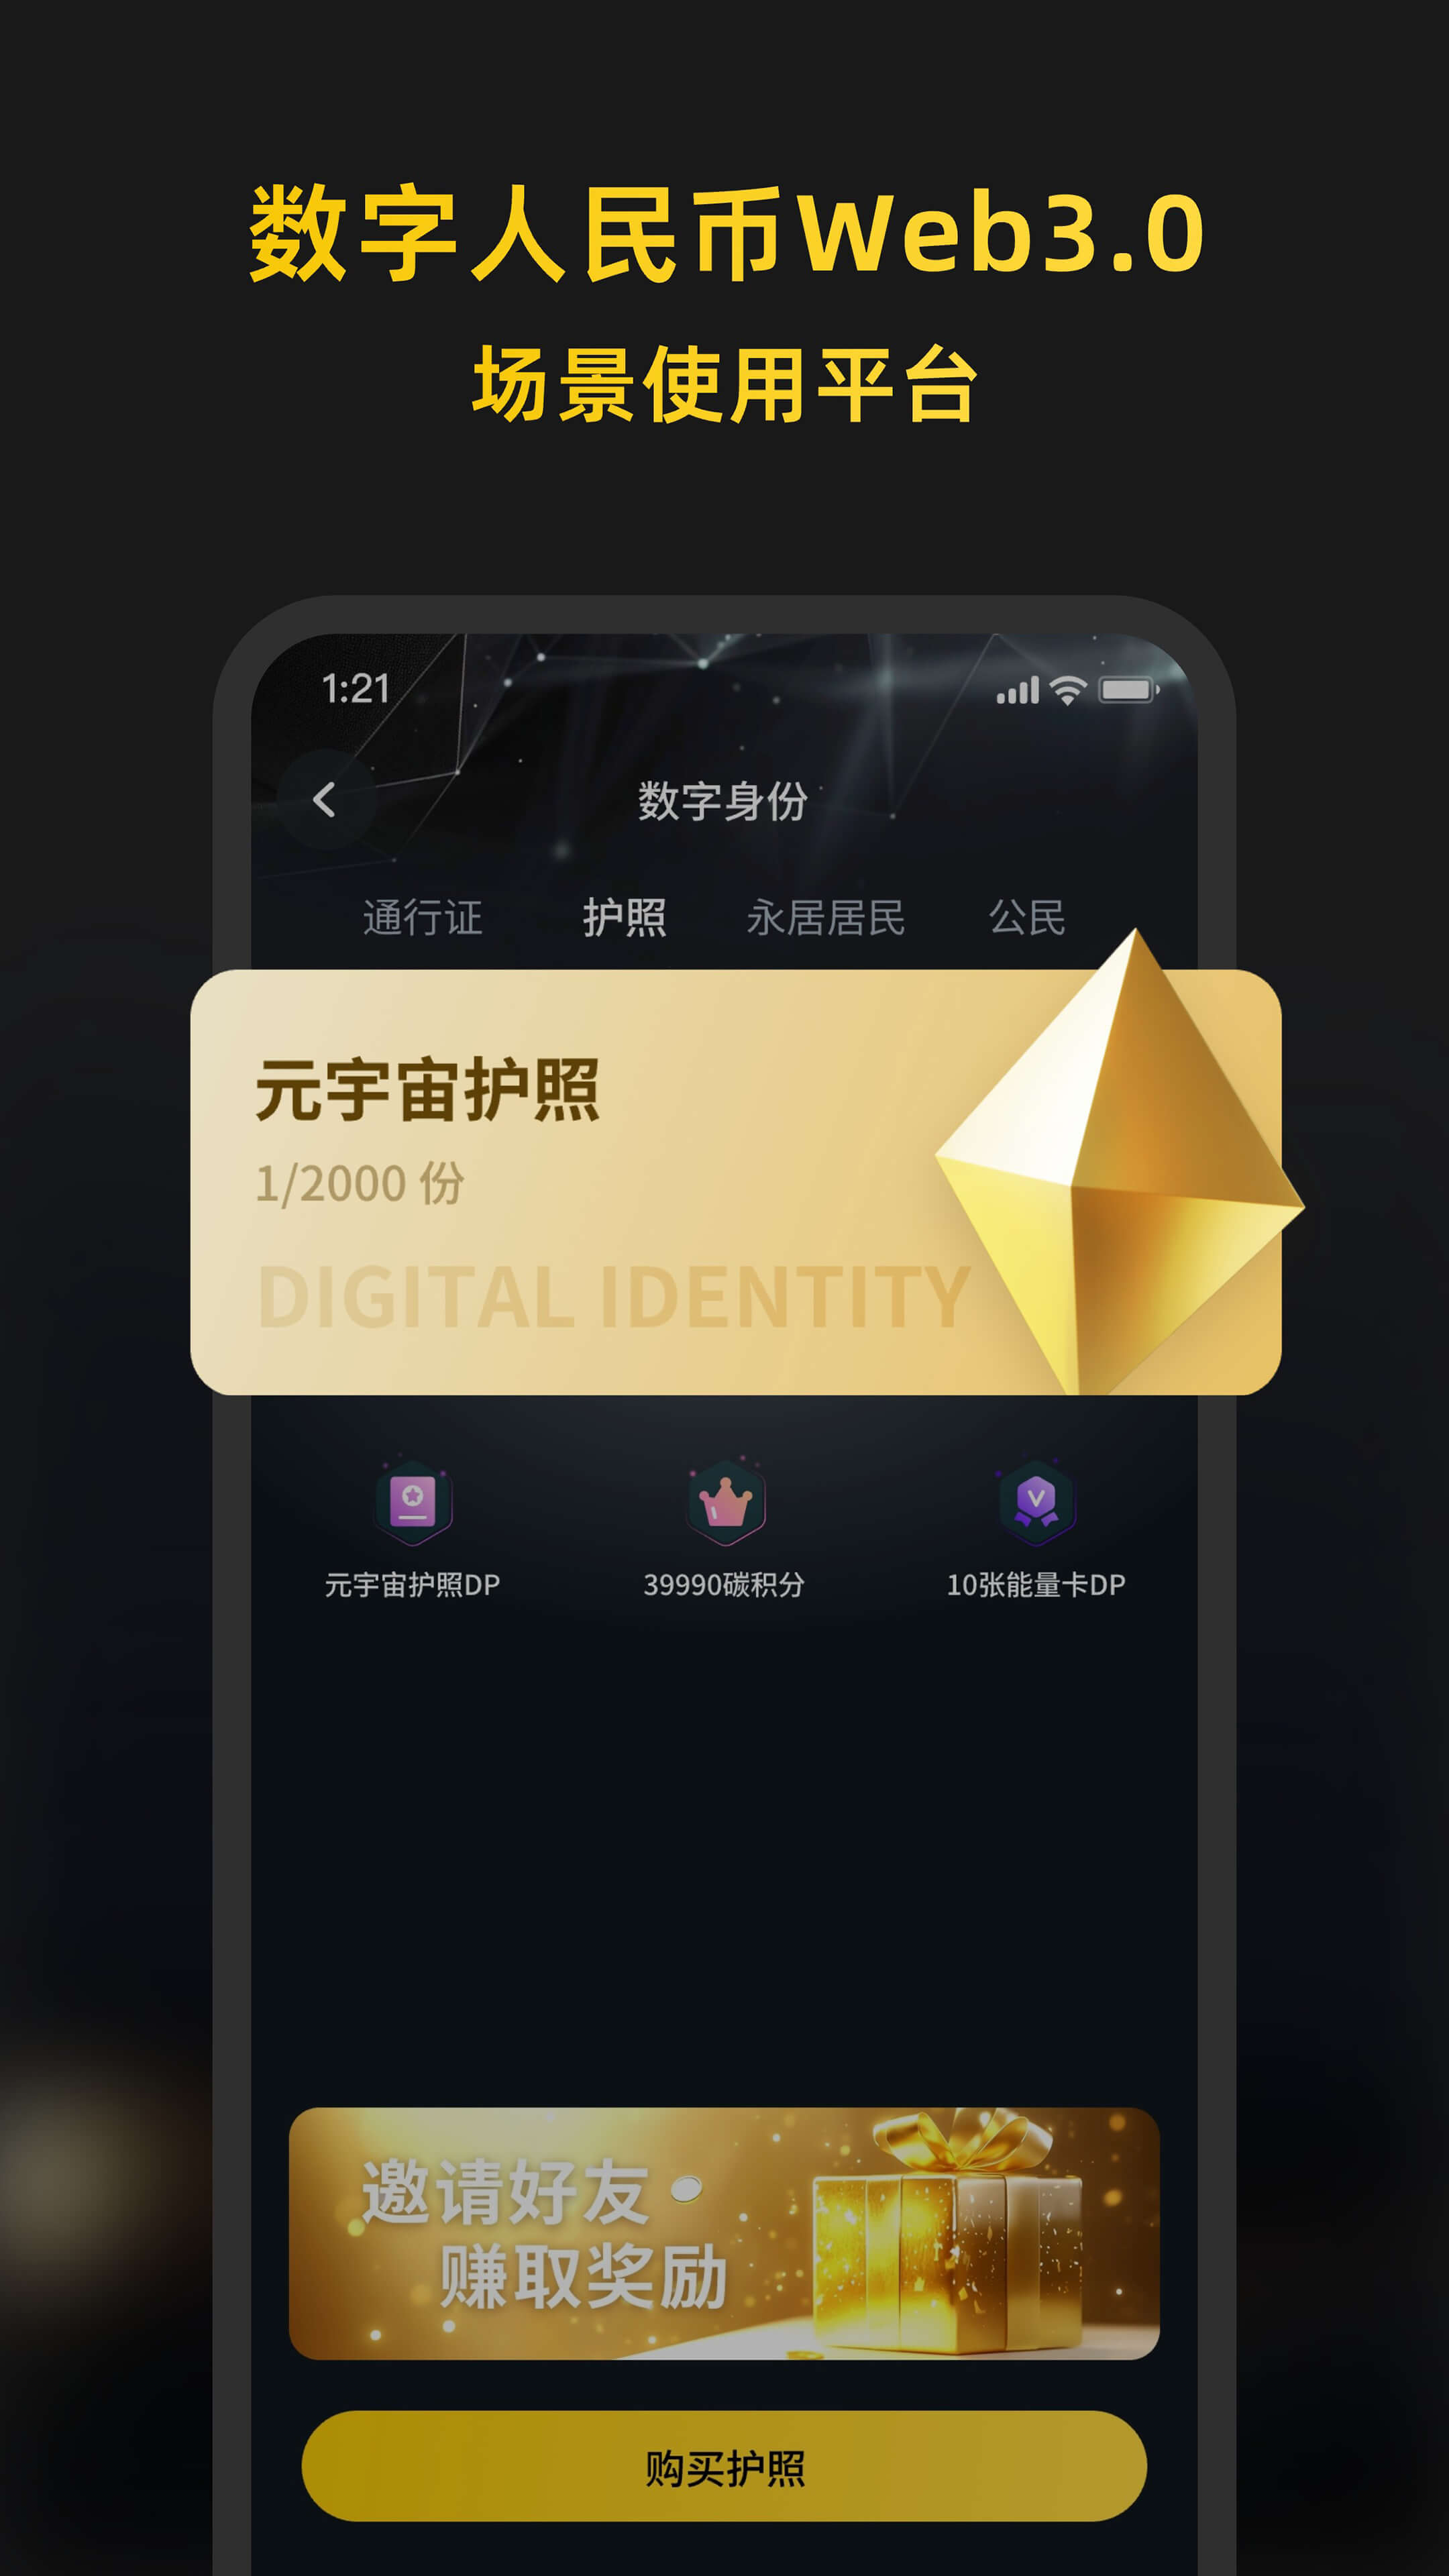 数字人民币Web3.0
场景使用平台
1:21
数字身份
通行证 护照 永居居民 公民
元宇宙护照
1/2000 份
DIGITAL IDENTITY
元宇宙护照DP 39990碳积分 10张能量卡DP
邀请好友
赚取奖励
购买护照